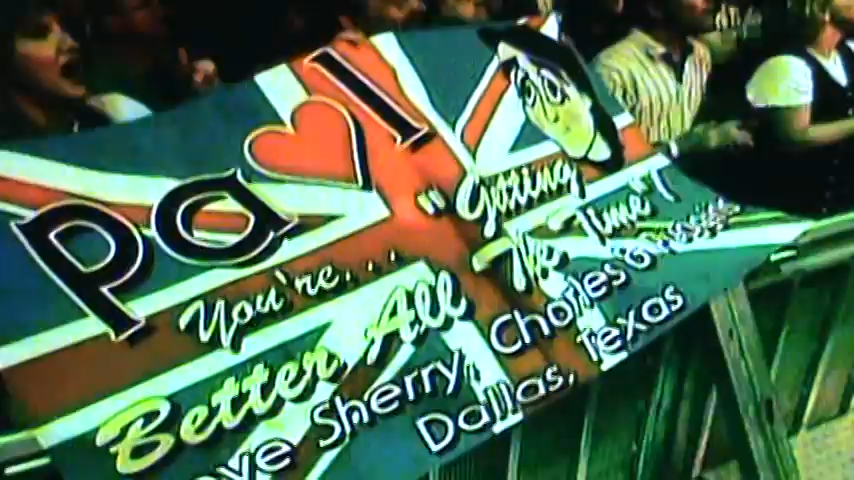 Pa♥l
You're... "Getting
Better All The Time"!
Sherry, Charles
Dallas, Texas